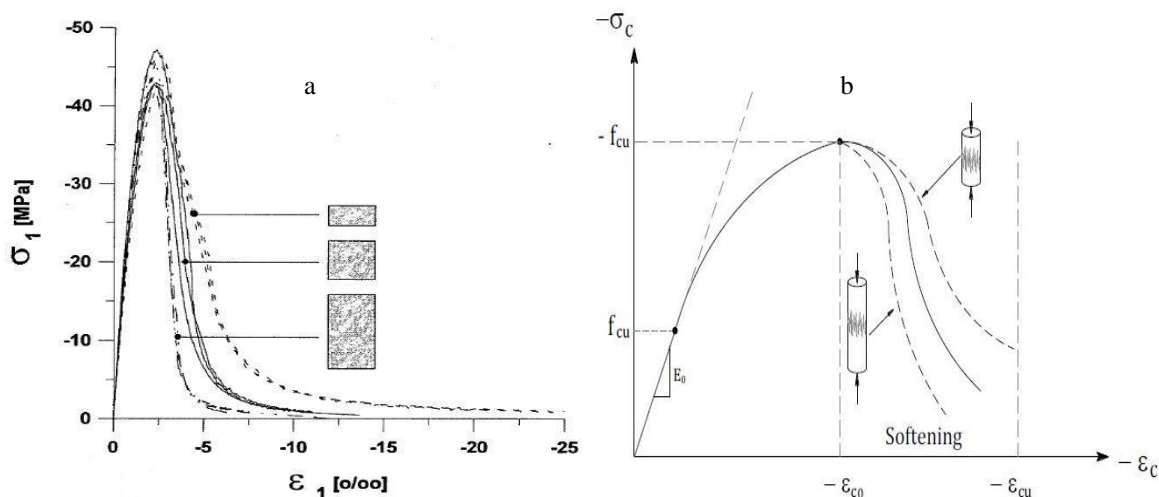 -50
-40
-30
-20
-10
0
σ₁ [MPa]
a
0
-5
-10
-15
-20
-25
ε₁ [o/oo]
b
−σC
- fcu
fcu
E₀
Softening
− εco
− εcu
− εC